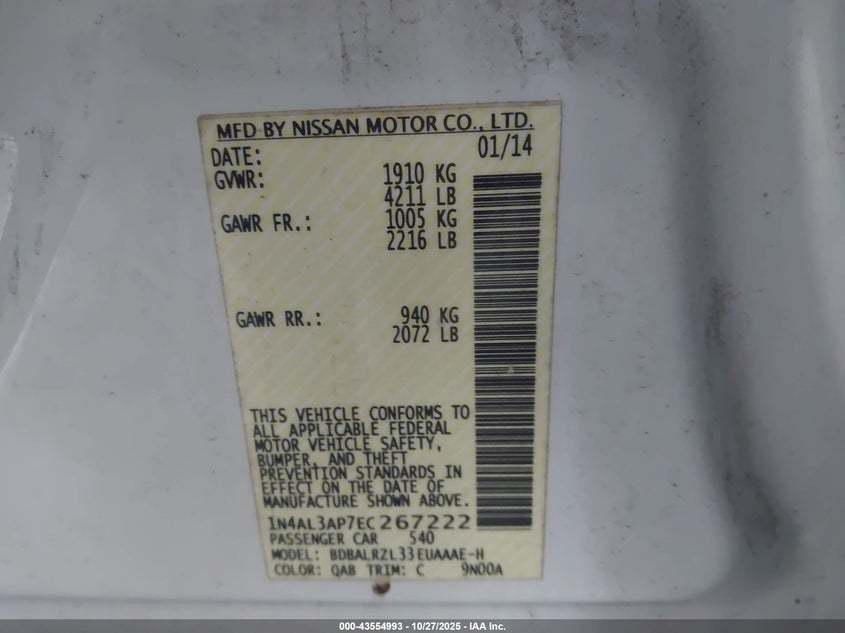 MFD BY NISSAN MOTOR CO., LTD.
DATE: 01/14
GVWR: 1910 KG
4211 LB
GAWR FR.: 1005 KG
2216 LB
GAWR RR.: 940 KG
2072 LB
THIS VEHICLE CONFORMS TO
ALL APPLICABLE FEDERAL
MOTOR VEHICLE SAFETY,
BUMPER, AND THEFT
PREVENTION STANDARDS IN
EFFECT ON THE DATE OF
MANUFACTURE SHOWN ABOVE.
1N4AL3AP7EC267222
PASSENGER CAR 540
MODEL: BDBALRZL33EUAAAE-H
COLOR: QAB TRIM: C 9N00A
000-43554993 - 10/27/2025 - IAA Inc.